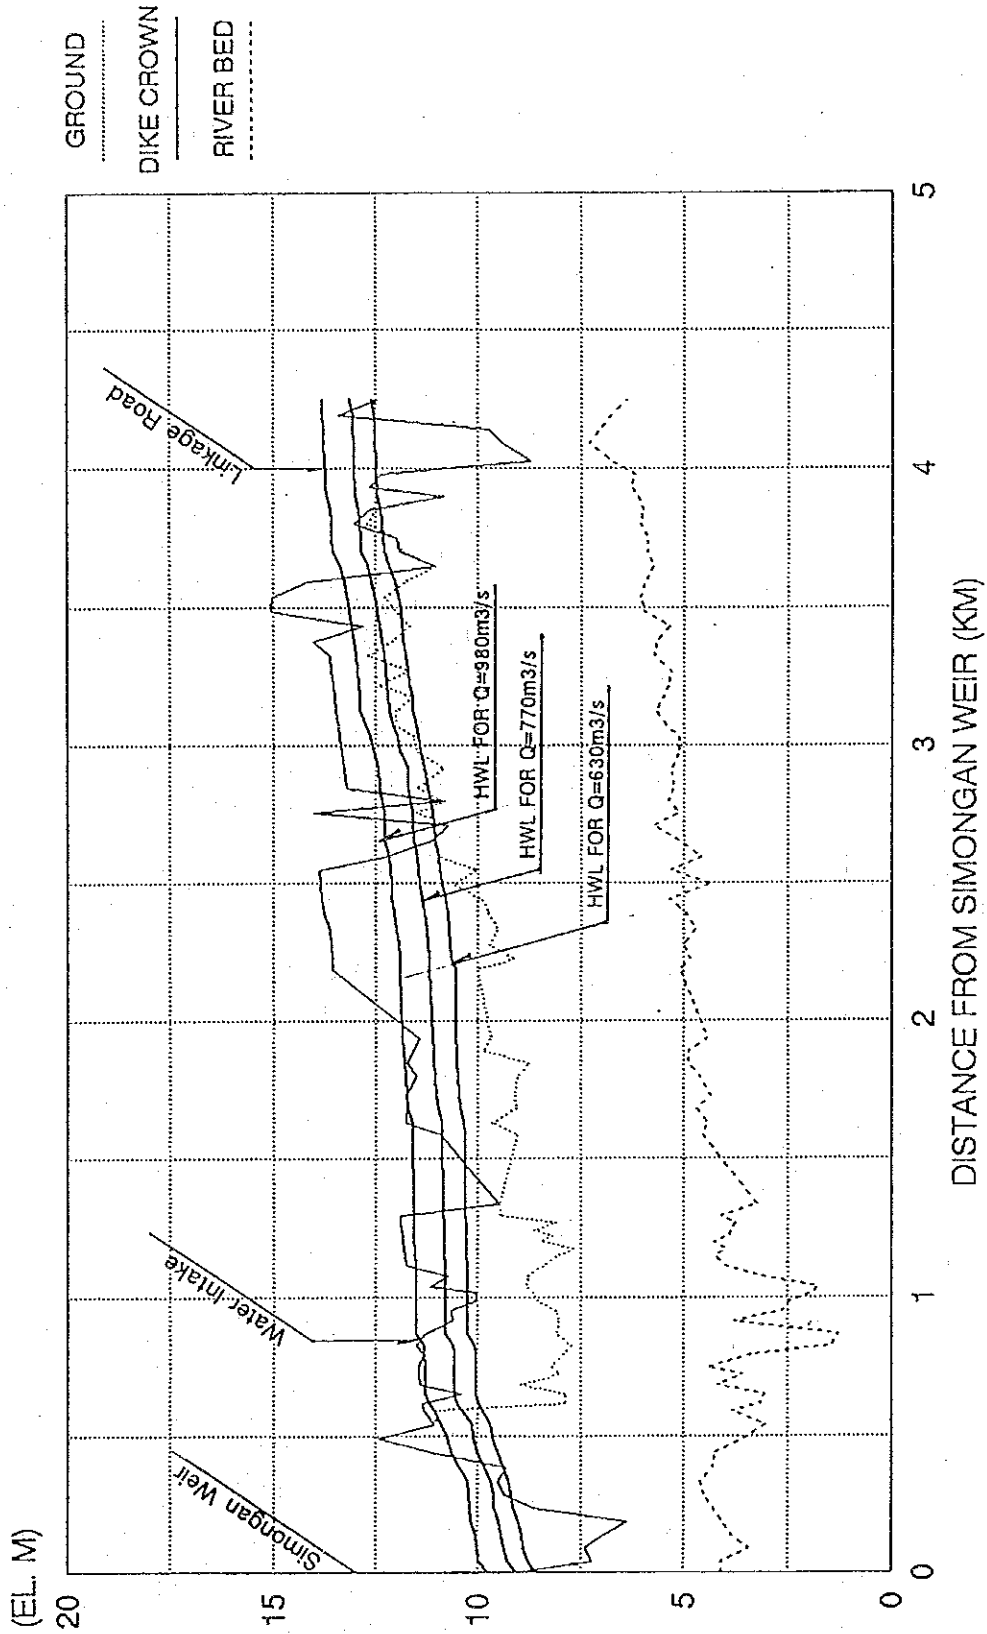 (EL. M)
GROUND
DIKE CROWN
RIVER BED
20
15
10
5
0
Simongan Weir
Water Intake
Linkage Road
HWL FOR Q=980m3/s
HWL FOR Q=770m3/s
HWL FOR Q=630m3/s
0
1
2
3
4
5
DISTANCE FROM SIMONGAN WEIR (KM)